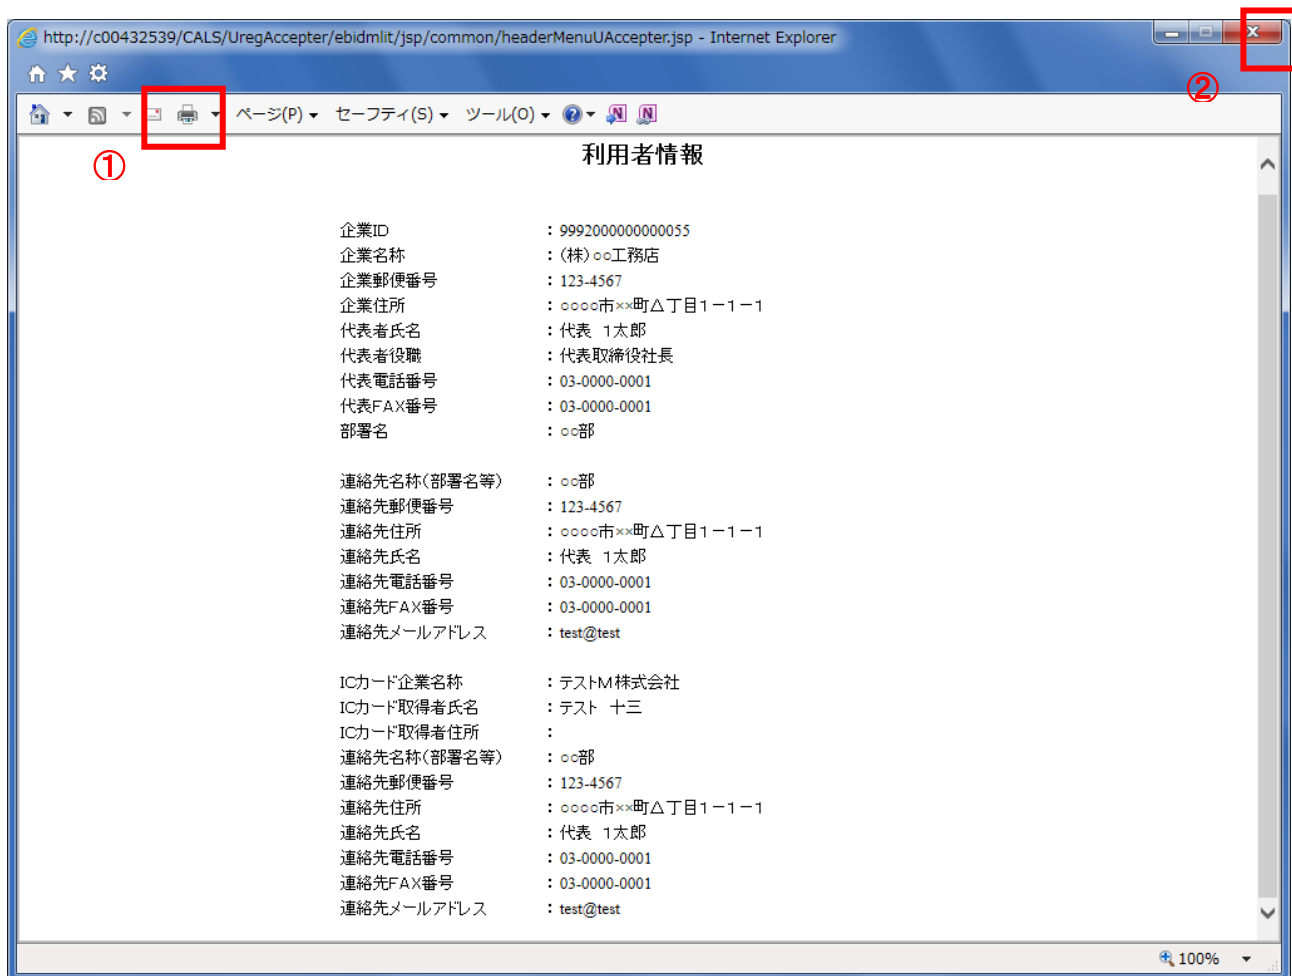 http://c00432539/CALS/UregAccepter/ebidmlit/jsp/common/headerMenuUAccepter.jsp - Internet Explorer
②
ページ(P) セーフティ(S) ツール(O)
①
利用者情報
企業ID ：9992000000000055
企業名称 ：(株)○○工務店
企業郵便番号 ：123-4567
企業住所 ：○○○○市××町△丁目1－1－1
代表者氏名 ：代表 1太郎
代表者役職 ：代表取締役社長
代表電話番号 ：03-0000-0001
代表FAX番号 ：03-0000-0001
部署名 ：○○部
連絡先名称(部署名等) ：○○部
連絡先郵便番号 ：123-4567
連絡先住所 ：○○○○市××町△丁目1－1－1
連絡先氏名 ：代表 1太郎
連絡先電話番号 ：03-0000-0001
連絡先FAX番号 ：03-0000-0001
連絡先メールアドレス ：test@test
ICカード企業名称 ：テストM株式会社
ICカード取得者氏名 ：テスト 十三
ICカード取得者住所 ：
連絡先名称(部署名等) ：○○部
連絡先郵便番号 ：123-4567
連絡先住所 ：○○○○市××町△丁目1－1－1
連絡先氏名 ：代表 1太郎
連絡先電話番号 ：03-0000-0001
連絡先FAX番号 ：03-0000-0001
連絡先メールアドレス ：test@test
100%